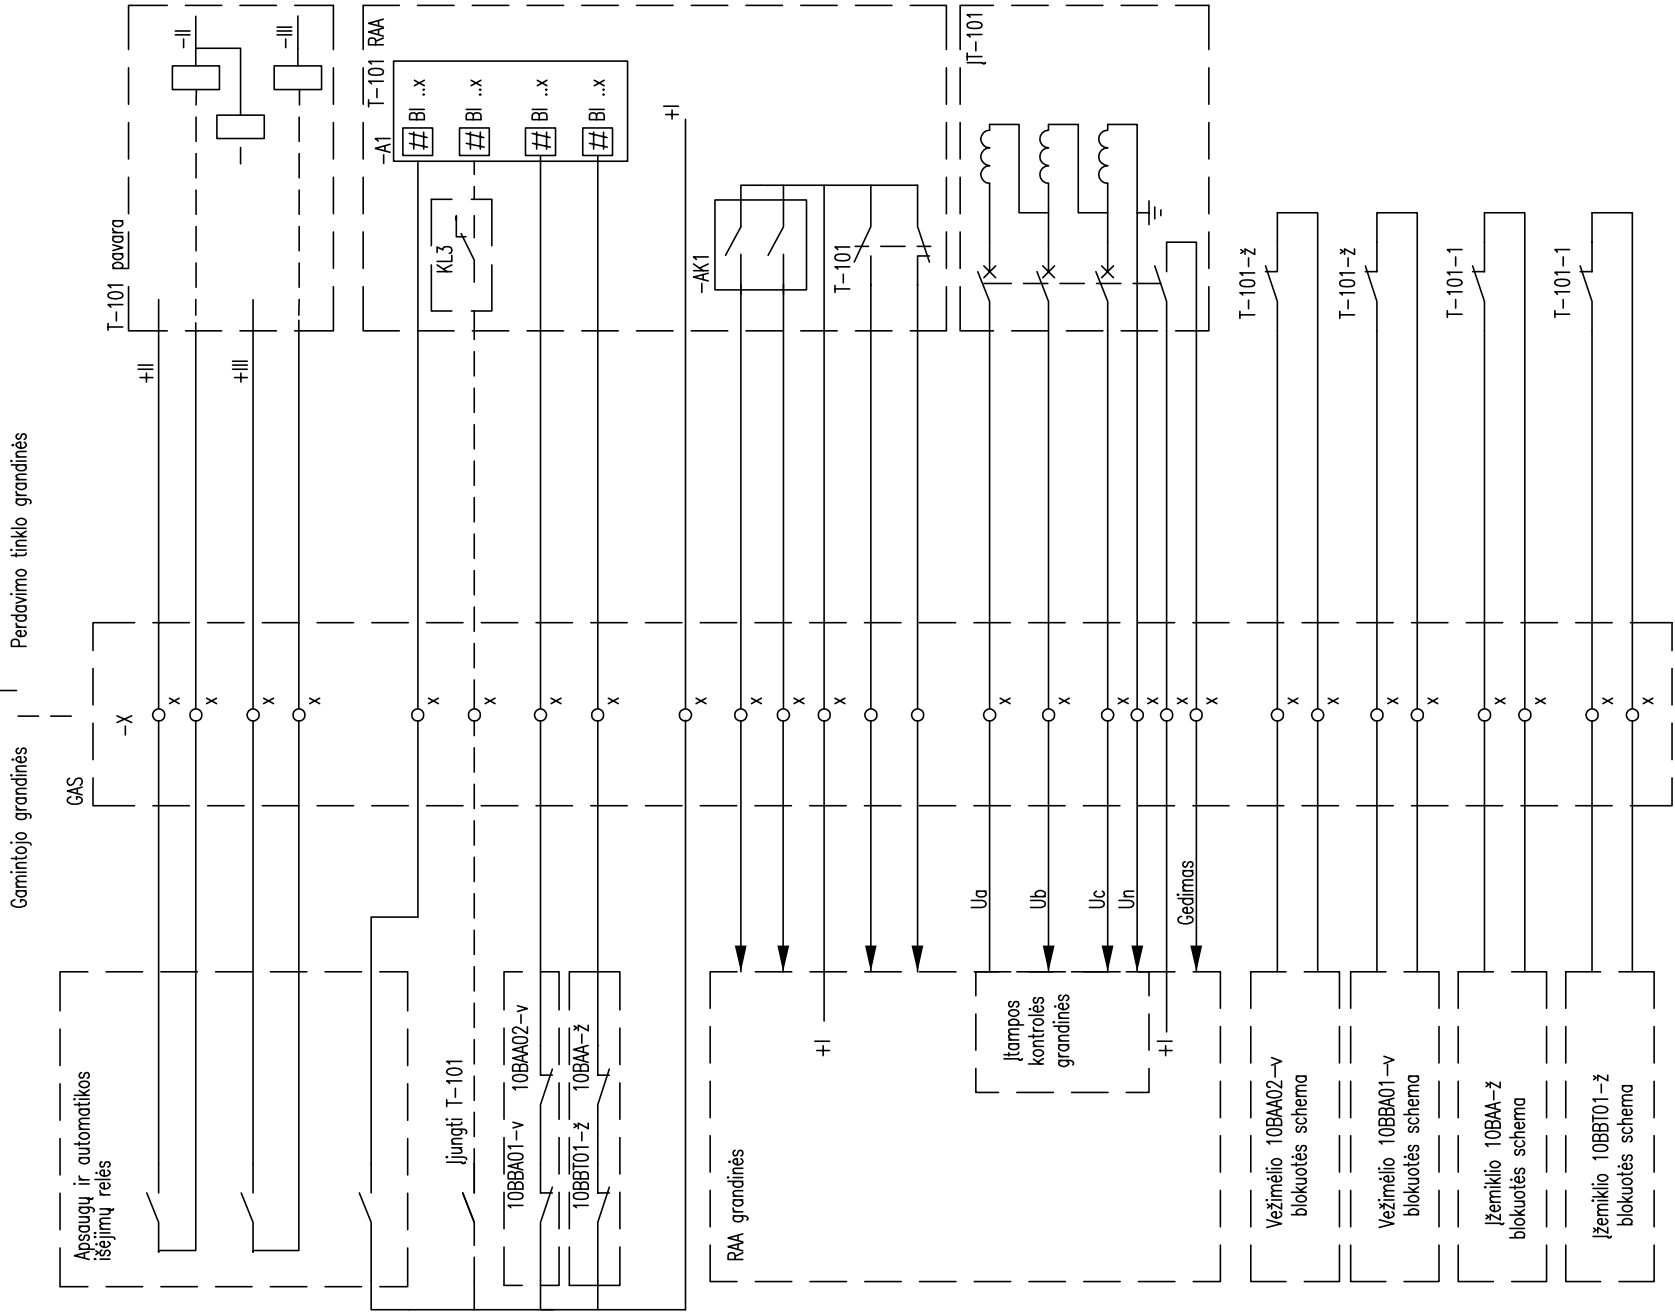 Gamintojo grandinės
Perdavimo tinklo grandinės
GAS
-X
T-101 pavara
-II
-III
-
+II
+III
x
x
x
x
T-101 RAA
T-101
-A1
BI ...x
BI ...x
BI ...x
BI ...x
KL3
x
x
x
x
+I
-AK1
T-101
x
x
x
ĮT-101
x
x
x
x
x
x
Ua
Ub
Uc
Un
Gedimas
T-101-ž
T-101-ž
T-101-1
T-101-1
x
x
x
x
Apsaugų ir automatikos
išėjimų relės
Įjungti T-101
10BBA01-v 10BAA02-v
10BBT01-ž 10BAA-ž
RAA grandinės
+I
Įtampos
kontrolės
grandinės
+I
Vežimėlio 10BAA02-v
blokuotės schema
Vežimėlio 10BBA01-v
blokuotės schema
Įžemiklio 10BAA-ž
blokuotės schema
Įžemiklio 10BBT01-ž
blokuotės schema